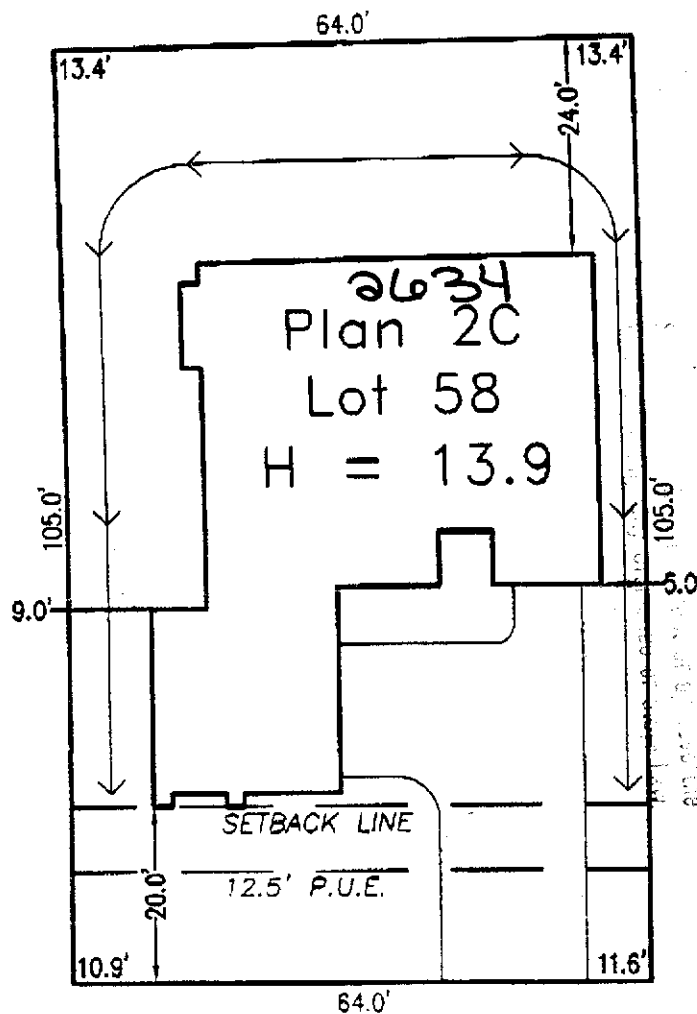 64.0'
13.4'
13.4'
24.0'
2634
Plan 2C
Lot 58
H = 13.9
105.0'
105.0'
9.0'
5.0
SETBACK LINE
12.5' P.U.E.
20.0'
10.9'
11.6'
64.0'